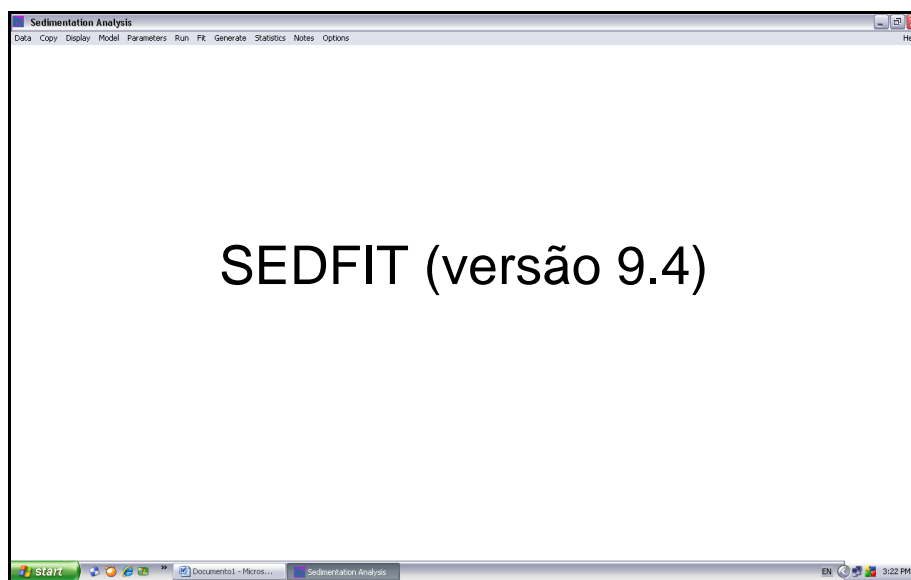 Sedimentation Analysis
Data Copy Display Model Parameters Run Fit Generate Statistics Notes Options He
SEDFIT (versão 9.4)
start » Documento1 - Micros... Sedimentation Analysis EN 3:22 PM